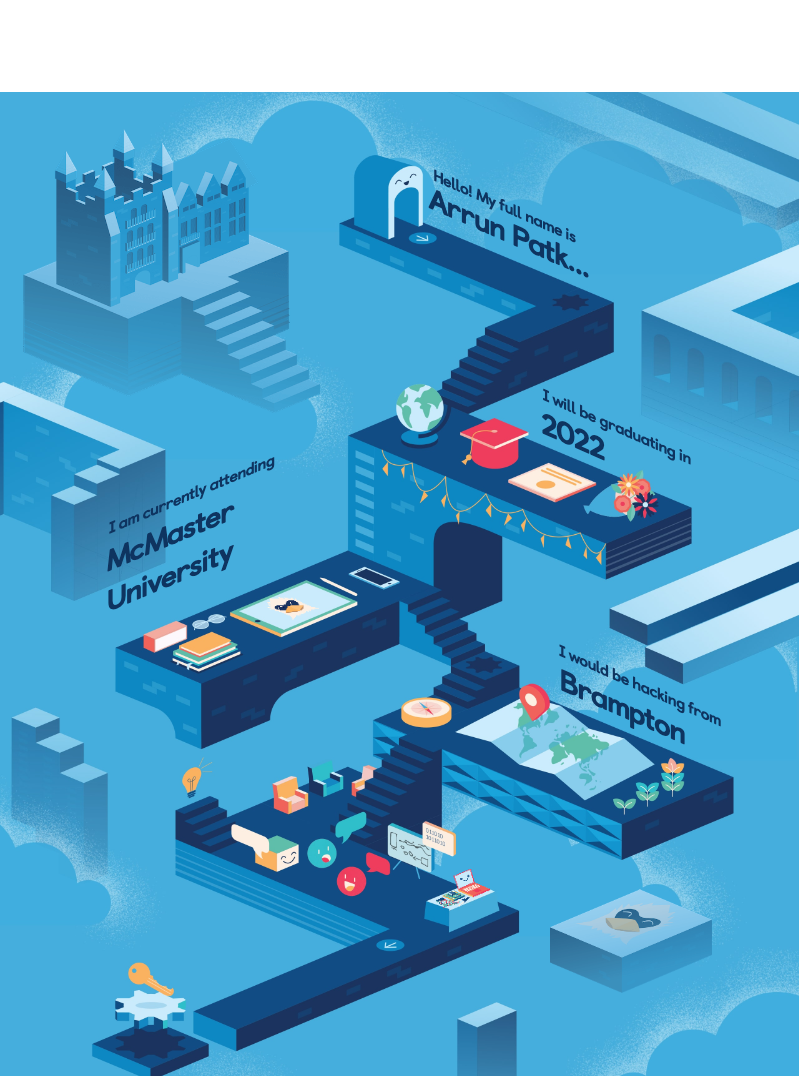 Hello! My full name is
Arrun Patk...
I will be graduating in
2022
I am currently attending
McMaster
University
I would be hacking from
Brampton